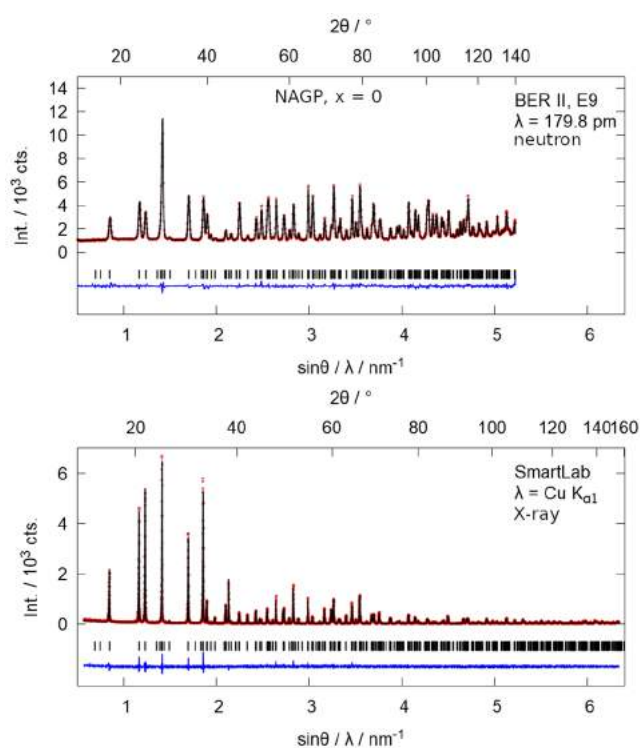 2θ / °
20 40 60 80 100 120 140
14
12
10
8
6
4
2
0
Int. / 10³ cts.
NAGP, x = 0
BER II, E9
λ = 179.8 pm
neutron
1 2 3 4 5 6
sinθ / λ / nm⁻¹
2θ / °
20 40 60 80 100 120 140 160
6
4
2
0
Int. / 10³ cts.
SmartLab
λ = Cu Kα1
X-ray
1 2 3 4 5 6
sinθ / λ / nm⁻¹